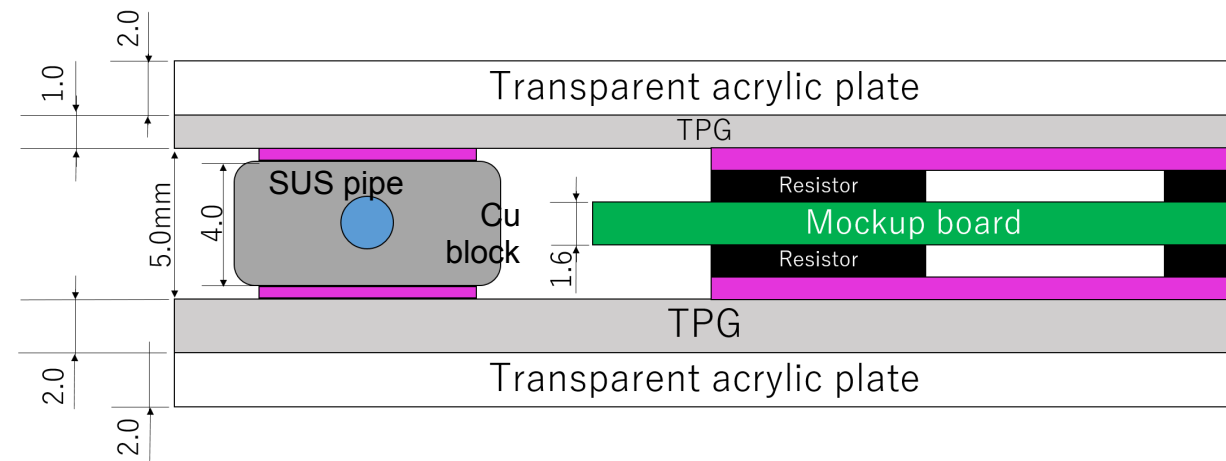 2.0
Transparent acrylic plate
1.0
TPG
SUS pipe
Resistor
5.0mm
4.0
Cu
block
Mockup board
1.6
Resistor
TPG
2.0
Transparent acrylic plate
2.0